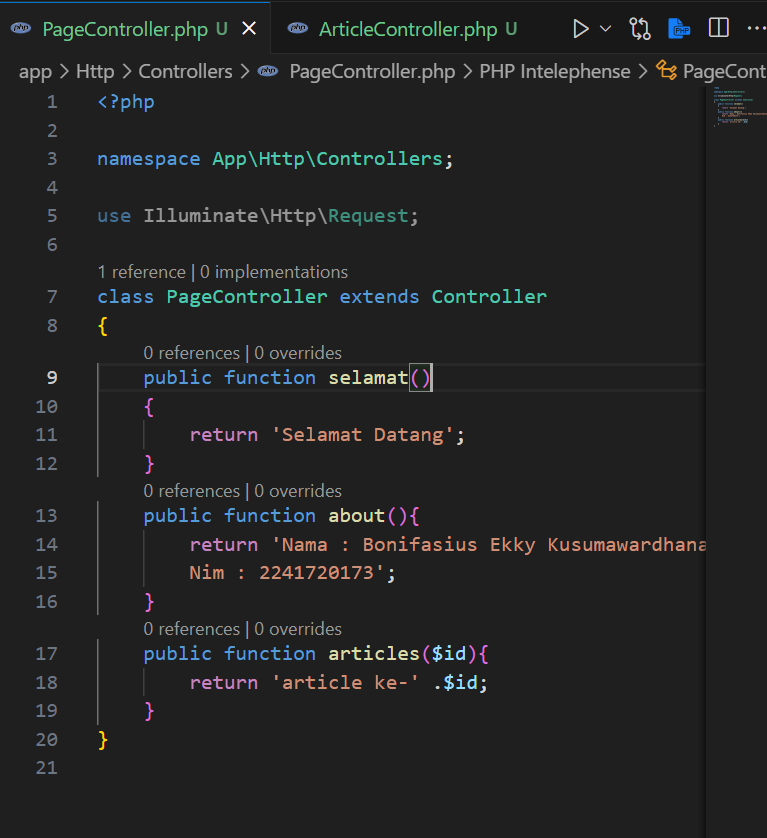 php PageController.php U × php ArticleController.php U PHP ...
app > Http > Controllers > php PageController.php > PHP Intelephense > PageCont
1 <?php
2
3 namespace App\Http\Controllers;
4
5 use Illuminate\Http\Request;
6
1 reference | 0 implementations
7 class PageController extends Controller
8 {
0 references | 0 overrides
9 public function selamat()
10 {
11 return 'Selamat Datang';
12 }
0 references | 0 overrides
13 public function about(){
14 return 'Nama : Bonifasius Ekky Kusumawardhana
15 Nim : 2241720173';
16 }
0 references | 0 overrides
17 public function articles($id){
18 return 'article ke-' .$id;
19 }
20 }
21